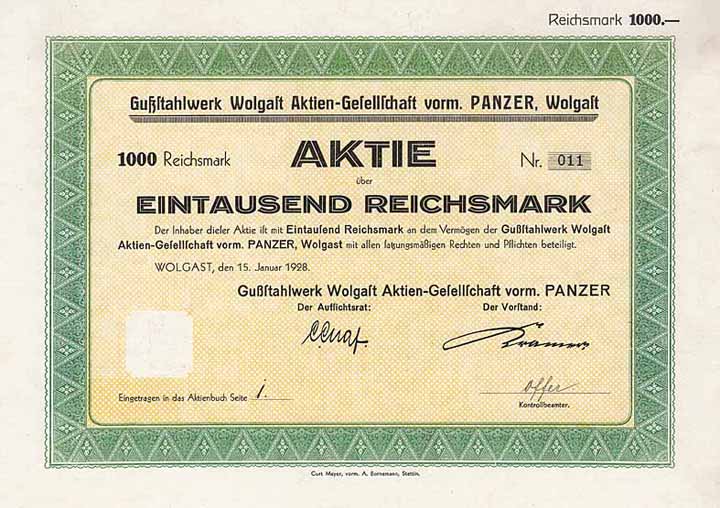 Reichsmark 1000.—
Gußstahlwerk Wolgaſt Aktien-Geſellſchaft vorm. PANZER, Wolgaſt
1000 Reichsmark AKTIE Nr. 011
über
EINTAUSEND REICHSMARK
Der Inhaber dieſer Aktie iſt mit Eintauſend Reichsmark an dem Vermögen der Gußſtahlwerk Wolgaſt
Aktien-Geſellſchaft vorm. PANZER, Wolgast mit allen ſatzungsmäßigen Rechten und Pflichten beteiligt.
WOLGAST, den 15. Januar 1928.
Gußſtahlwerk Wolgaſt Aktien-Geſellſchaft vorm. PANZER
Der Aufſichtsrat: Der Vorſtand:
Krämer
Eingetragen in das Aktienbuch Seite 1.
Kontrollbeamter.
Curt Meyer, vorm. A. Bornemann, Stettin.